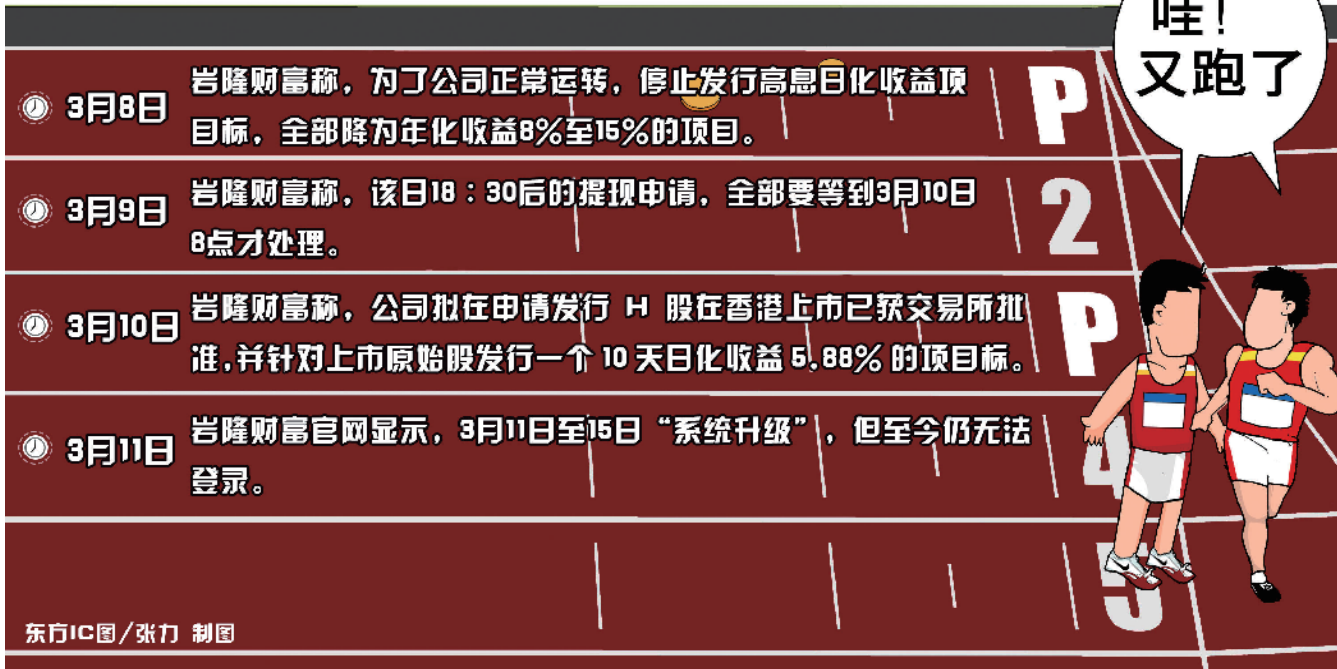 哇！
又跑了
3月8日
岩隆财富称，为了公司正常运转，停止发行高息日化收益项
目标，全部降为年化收益8%至15%的项目。
P
3月9日
岩隆财富称，该日18：30后的提现申请，全部要等到3月10日
8点才处理。
2
3月10日
岩隆财富称，公司拟在申请发行 H 股在香港上市已获交易所批
准,并针对上市原始股发行一个 10 天日化收益 5.88% 的项目标。
P
3月11日
岩隆财富官网显示，3月11日至15日“系统升级”，但至今仍无法
登录。
4
5
东方IC图/张力 制图